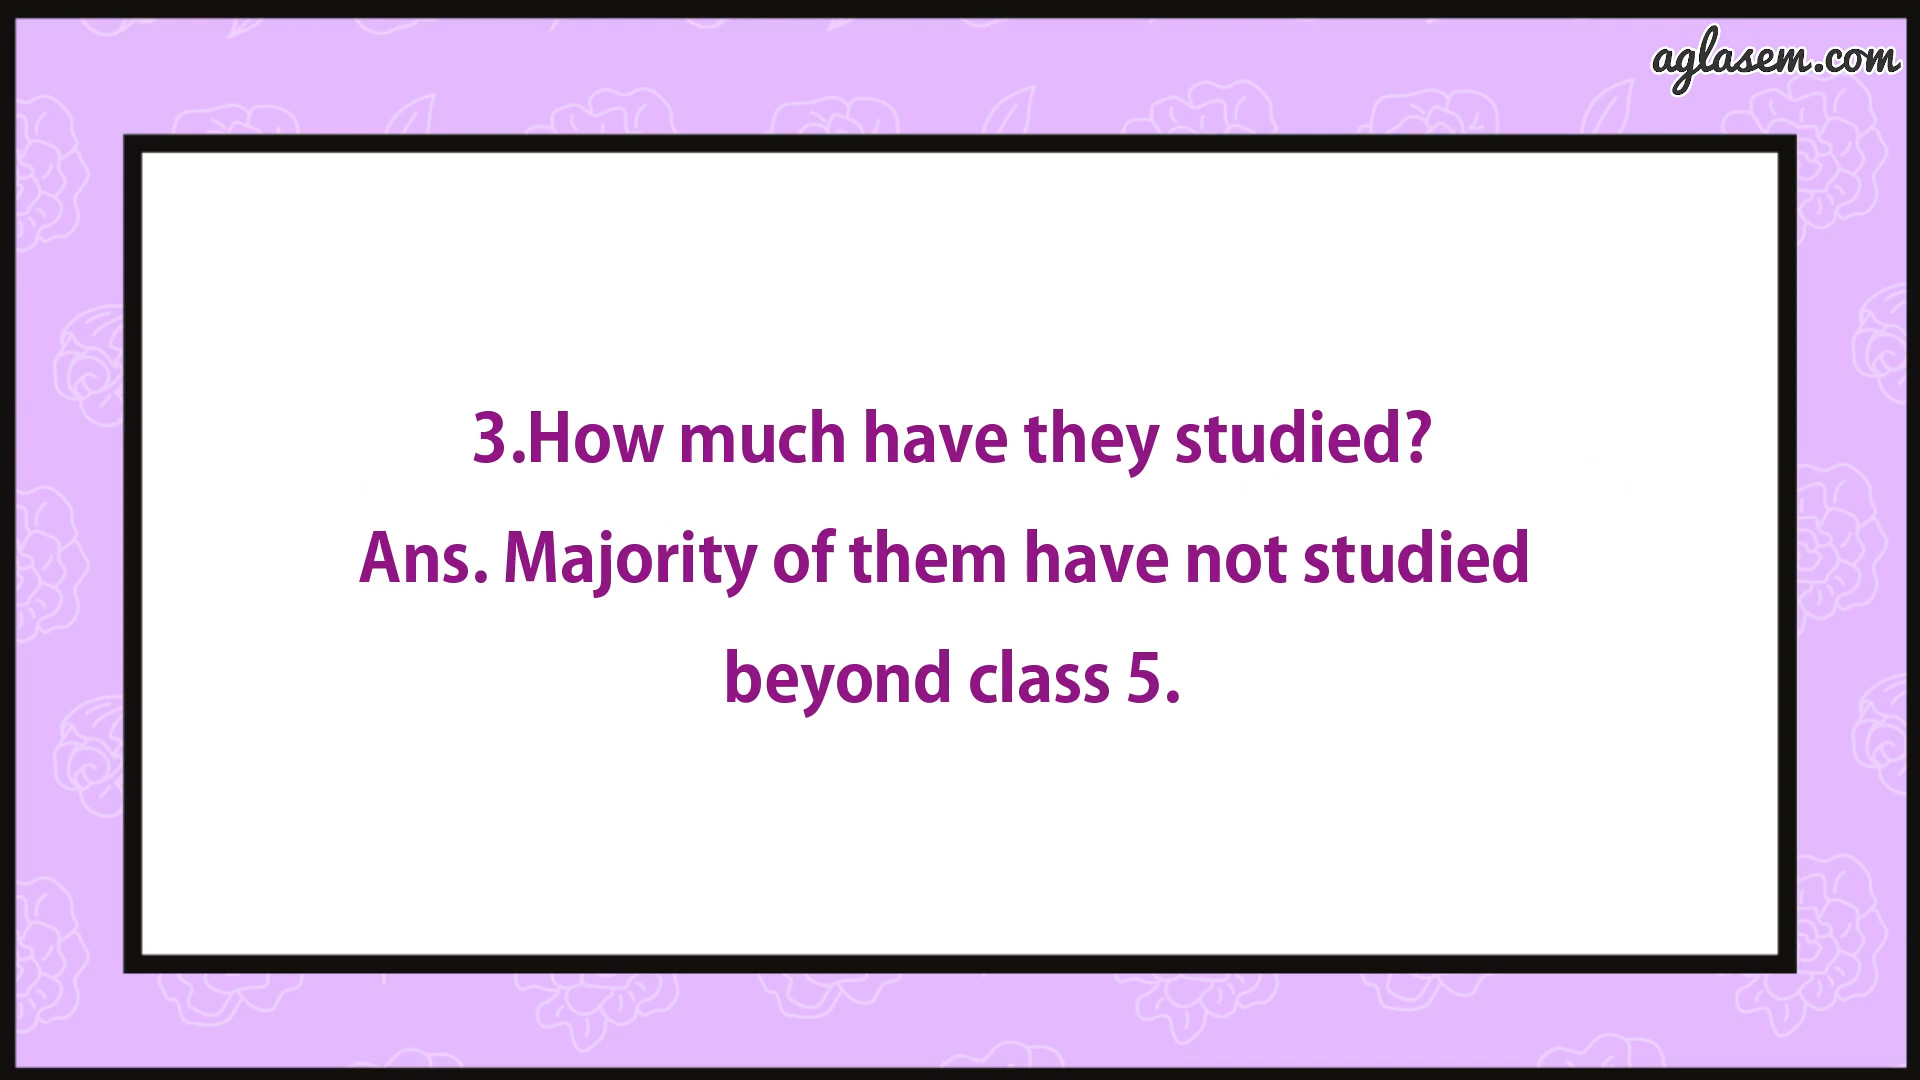 aglasem.com
3.How much have they studied?
Ans. Majority of them have not studied
beyond class 5.